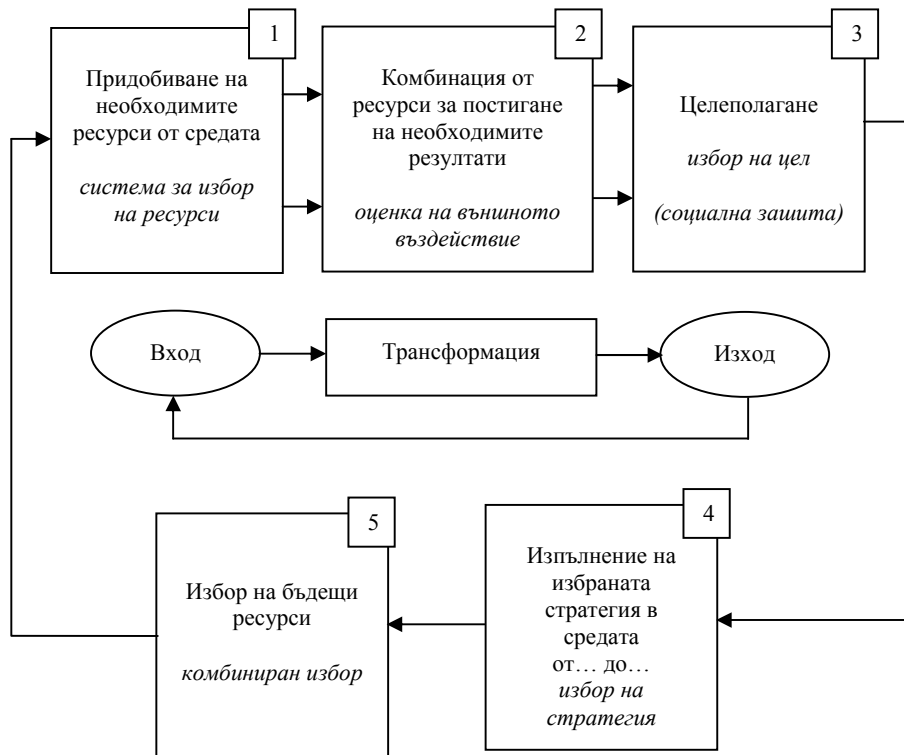 1
Придобиване на
необходимите
ресурси от средата
система за избор
на ресурси
2
Комбинация от
ресурси за постигане
на необходимите
резултати
оценка на външното
въздействие
3
Целеполагане
избор на цел
(социална зашита)
Вход
Трансформация
Изход
4
Изпълнение на
избраната
стратегия в
средата
от… до…
избор на
стратегия
5
Избор на бъдещи
ресурси
комбиниран избор